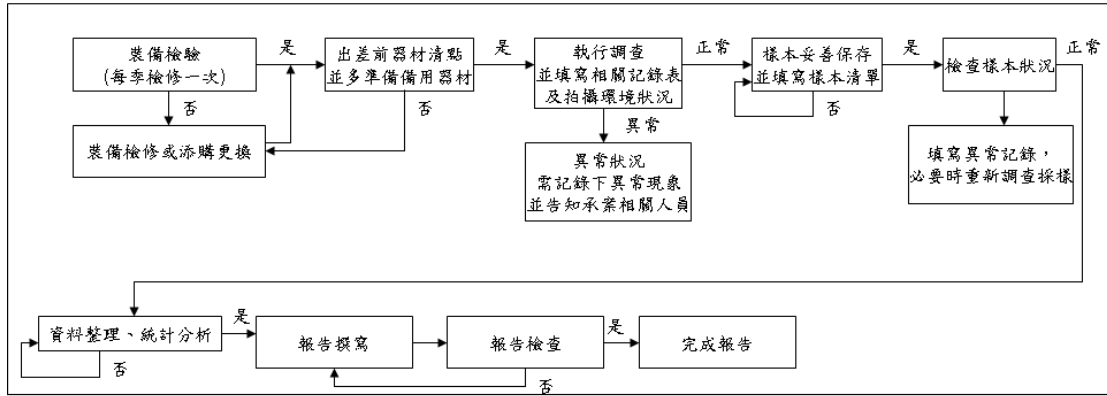 裝備檢驗
(每季檢修一次)
是
出差前器材清點
並多準備備用器材
是
執行調查
並填寫相關記錄表
及拍攝環境狀況
正常
樣本妥善保存
並填寫樣本清單
是
檢查樣本狀況
正常
否
否
異常
否
裝備檢修或添購更換
異常狀況
需記錄下異常現象
並告知承業相關人員
填寫異常記錄，
必要時重新調查採樣
資料整理、統計分析
是
報告撰寫
報告檢查
是
完成報告
否
否